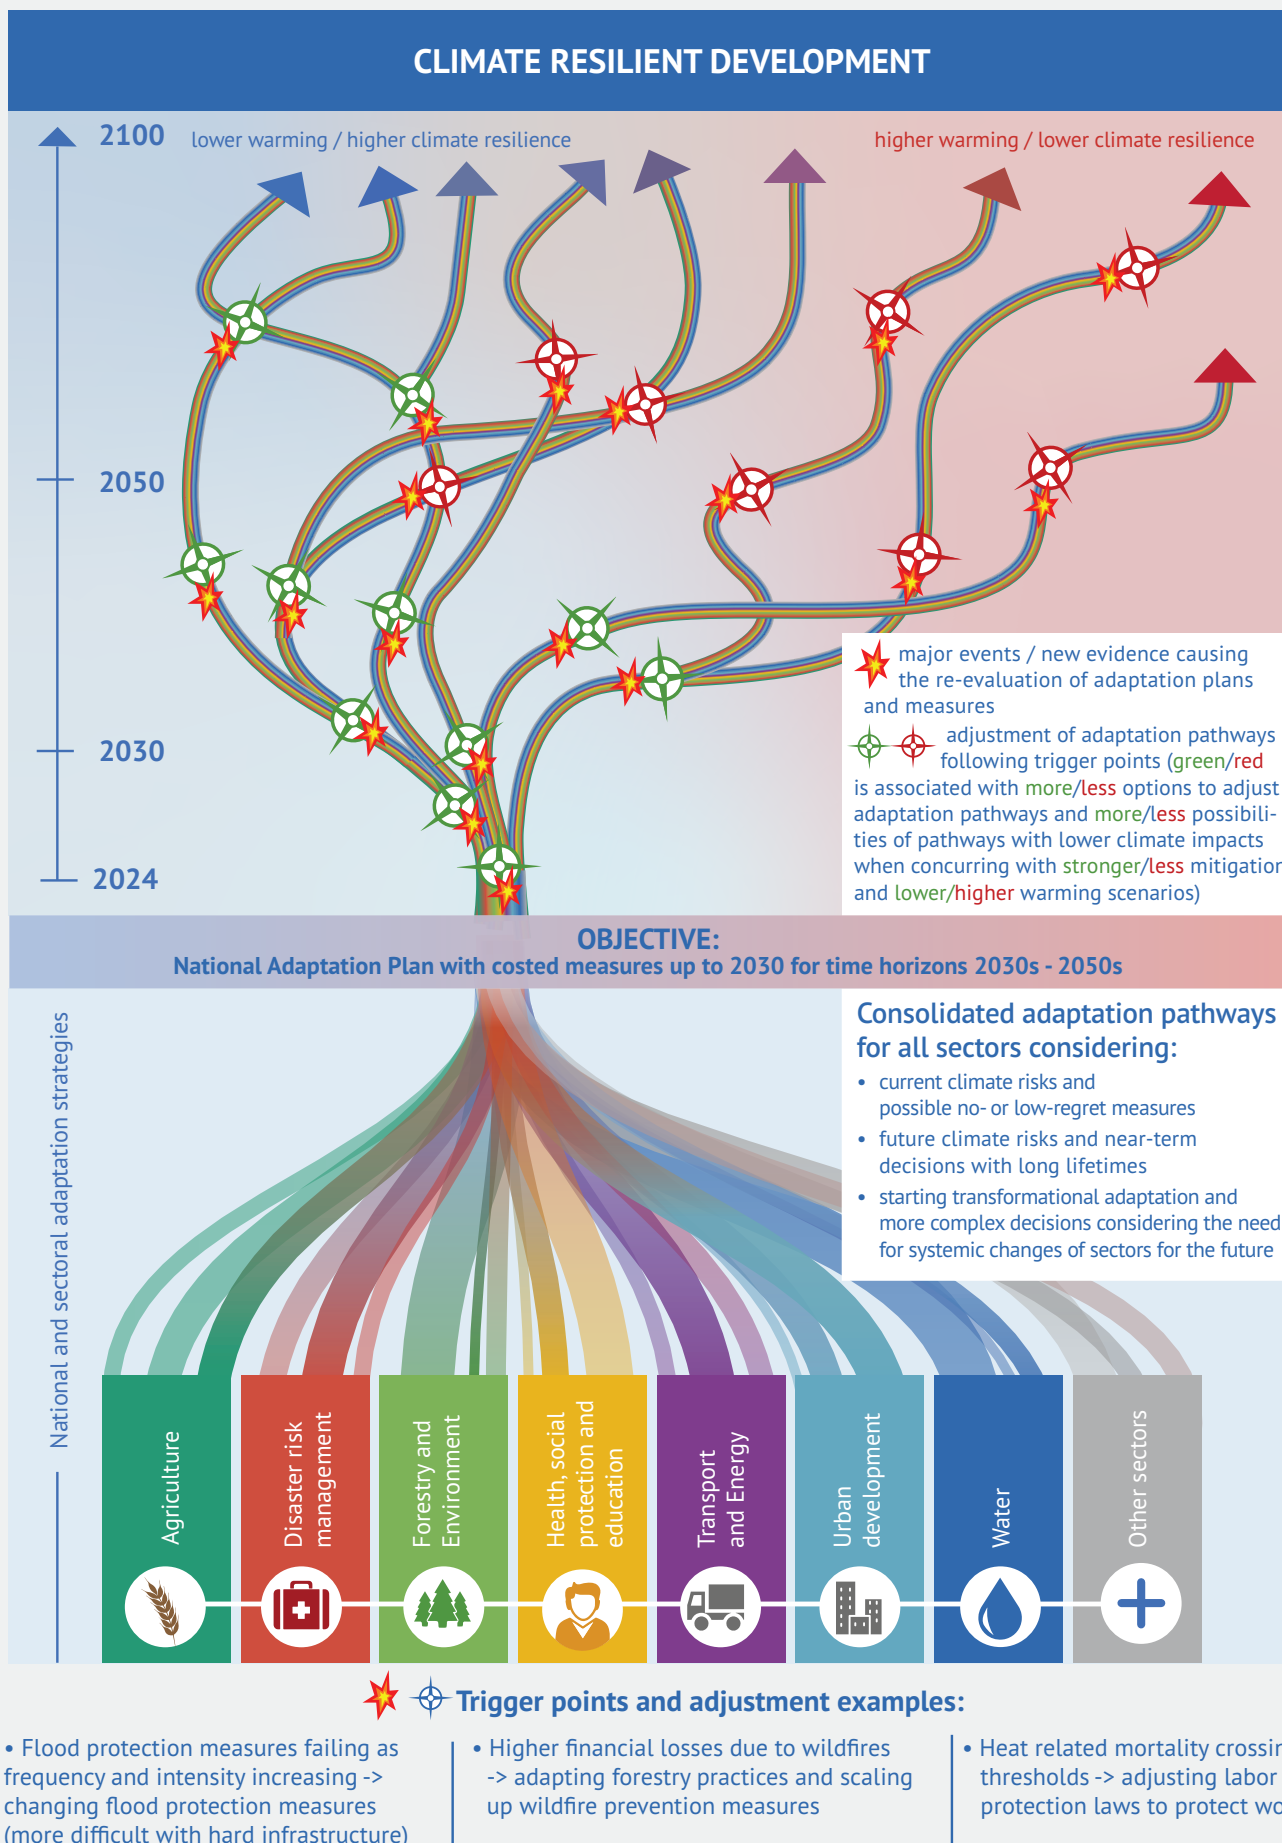 CLIMATE RESILIENT DEVELOPMENT
2100
lower warming / higher climate resilience
higher warming / lower climate resilience
2050
2030
2024
major events / new evidence causing
the re-evaluation of adaptation plans
and measures
adjustment of adaptation pathways
following trigger points (green/red
is associated with more/less options to adjust
adaptation pathways and more/less possibili-
ties of pathways with lower climate impacts
when concurring with stronger/less mitigation
and lower/higher warming scenarios)
OBJECTIVE:
National Adaptation Plan with costed measures up to 2030 for time horizons 2030s - 2050s
National and sectoral adaptation strategies
Consolidated adaptation pathways
for all sectors considering:
• current climate risks and
possible no- or low-regret measures
• future climate risks and near-term
decisions with long lifetimes
• starting transformational adaptation and
more complex decisions considering the need
for systemic changes of sectors for the future
Agriculture
Disaster risk
management
Forestry and
Environment
Health, social
protection and
education
Transport
and Energy
Urban
development
Water
Other sectors
Trigger points and adjustment examples:
• Flood protection measures failing as
frequency and intensity increasing ->
changing flood protection measures
(more difficult with hard infrastructure)
• Higher financial losses due to wildfires
-> adapting forestry practices and scaling
up wildfire prevention measures
• Heat related mortality crossin
thresholds -> adjusting labor
protection laws to protect wo